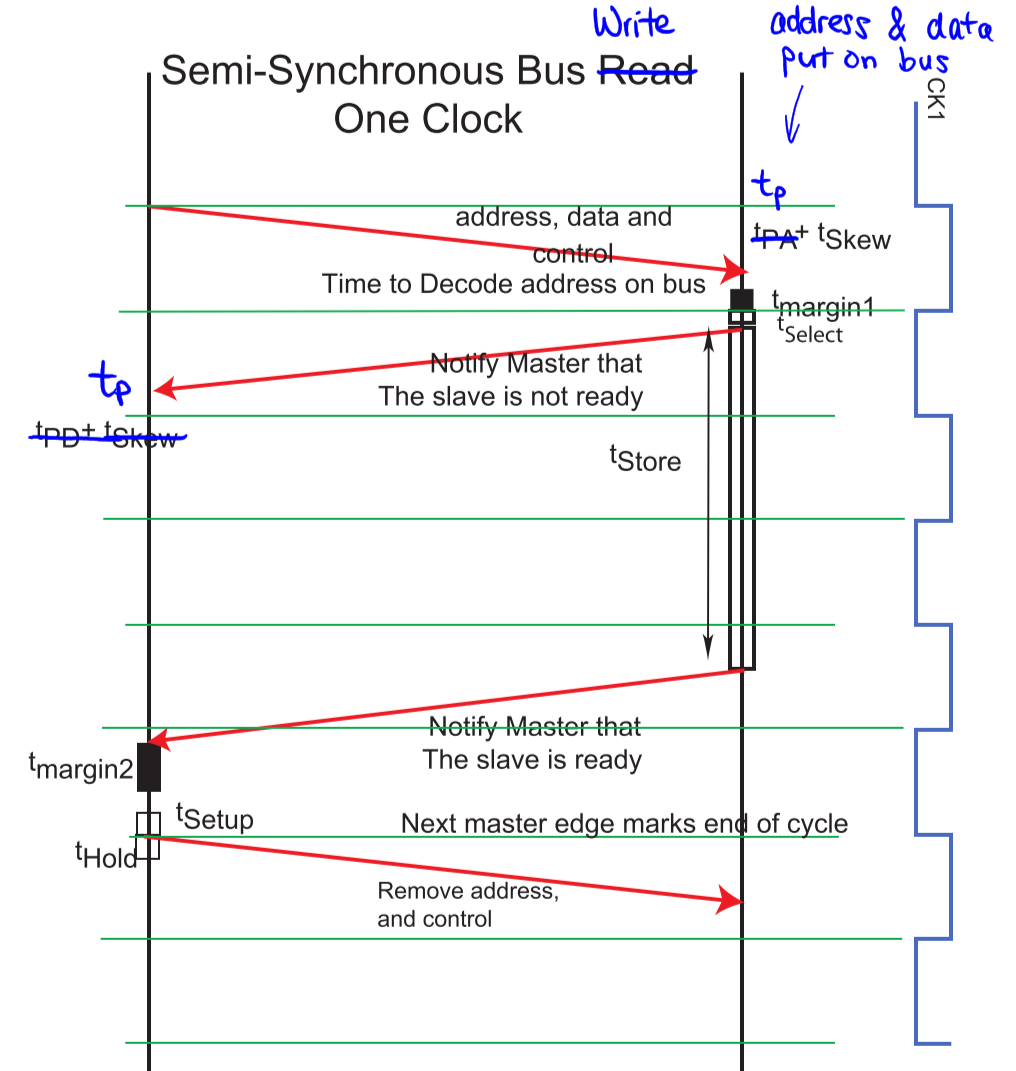 Write
address & data
put on bus
Semi-Synchronous Bus Read
One Clock
CK1
tp
address, data and
tPA+ tSkew
control
Time to Decode address on bus
tmargin1
tSelect
Notify Master that
The slave is not ready
tp
tPD+ tSkew
tStore
Notify Master that
The slave is ready
tmargin2
tSetup
Next master edge marks end of cycle
tHold
Remove address,
and control